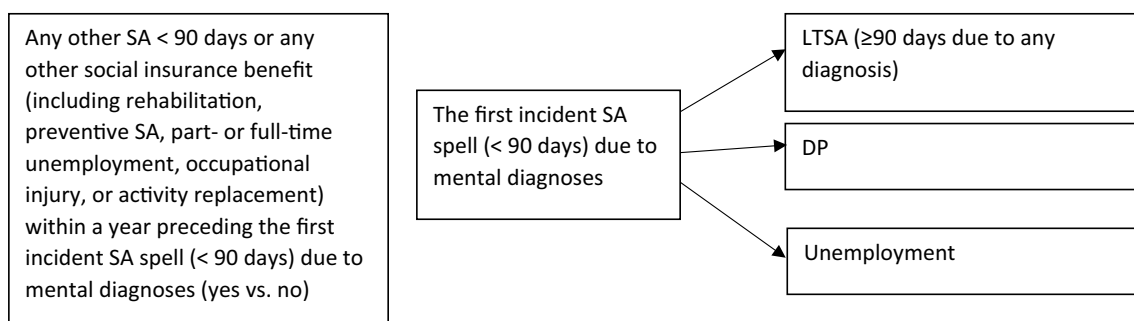 Any other SA < 90 days or any
other social insurance benefit
(including rehabilitation,
preventive SA, part- or full-time
unemployment, occupational
injury, or activity replacement)
within a year preceding the first
incident SA spell (< 90 days) due to
mental diagnoses (yes vs. no)
The first incident SA
spell (< 90 days) due to
mental diagnoses
LTSA (≥90 days due to any
diagnosis)
DP
Unemployment